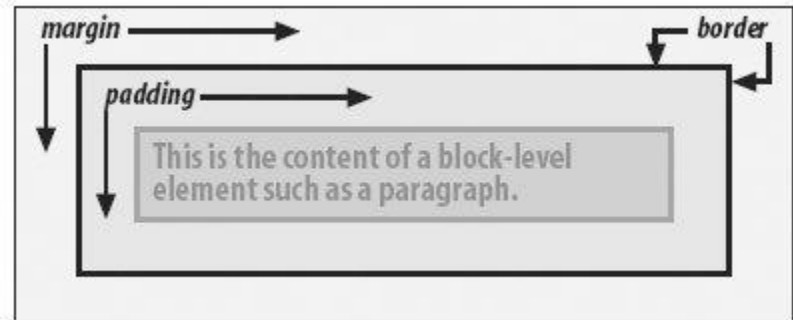 margin
border
padding
This is the content of a block-level
element such as a paragraph.